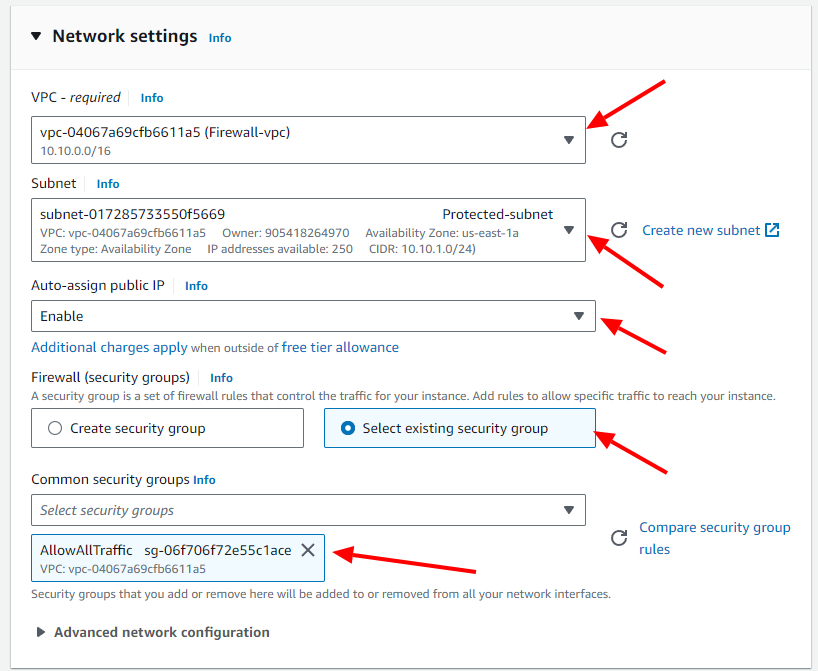 Network settings Info
VPC - required Info
vpc-04067a69cfb6611a5 (Firewall-vpc)
10.10.0.0/16
Subnet Info
subnet-017285733550f5669 Protected-subnet
VPC: vpc-04067a69cfb6611a5 Owner: 905418264970 Availability Zone: us-east-1a
Zone type: Availability Zone IP addresses available: 250 CIDR: 10.10.1.0/24)
Create new subnet
Auto-assign public IP Info
Enable
Additional charges apply when outside of free tier allowance
Firewall (security groups) Info
A security group is a set of firewall rules that control the traffic for your instance. Add rules to allow specific traffic to reach your instance.
Create security group Select existing security group
Common security groups Info
Select security groups
Compare security group
rules
AllowAllTraffic sg-06f706f72e55c1ace
VPC: vpc-04067a69cfb6611a5
Security groups that you add or remove here will be added to or removed from all your network interfaces.
Advanced network configuration